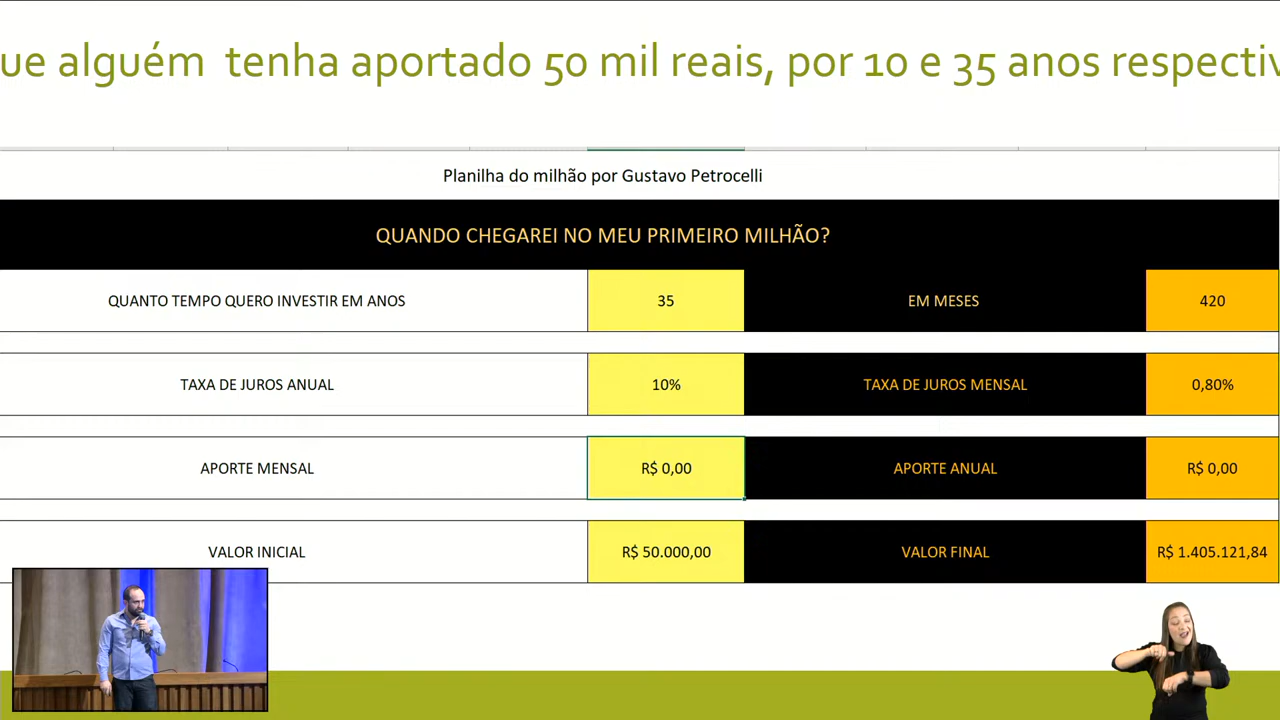 ue alguém tenha aportado 50 mil reais, por 10 e 35 anos
Planilha do milhão por Gustavo Petrocelli
QUANDO CHEGAREI NO MEU PRIMEIRO MILHÃO?
QUANTO TEMPO QUERO INVESTIR EM ANOS 35 EM MESES 420
TAXA DE JUROS ANUAL 10% TAXA DE JUROS MENSAL 0,80%
APORTE MENSAL R$ 0,00 APORTE ANUAL R$ 0,00
VALOR INICIAL R$ 50.000,00 VALOR FINAL R$ 1.405.121,84